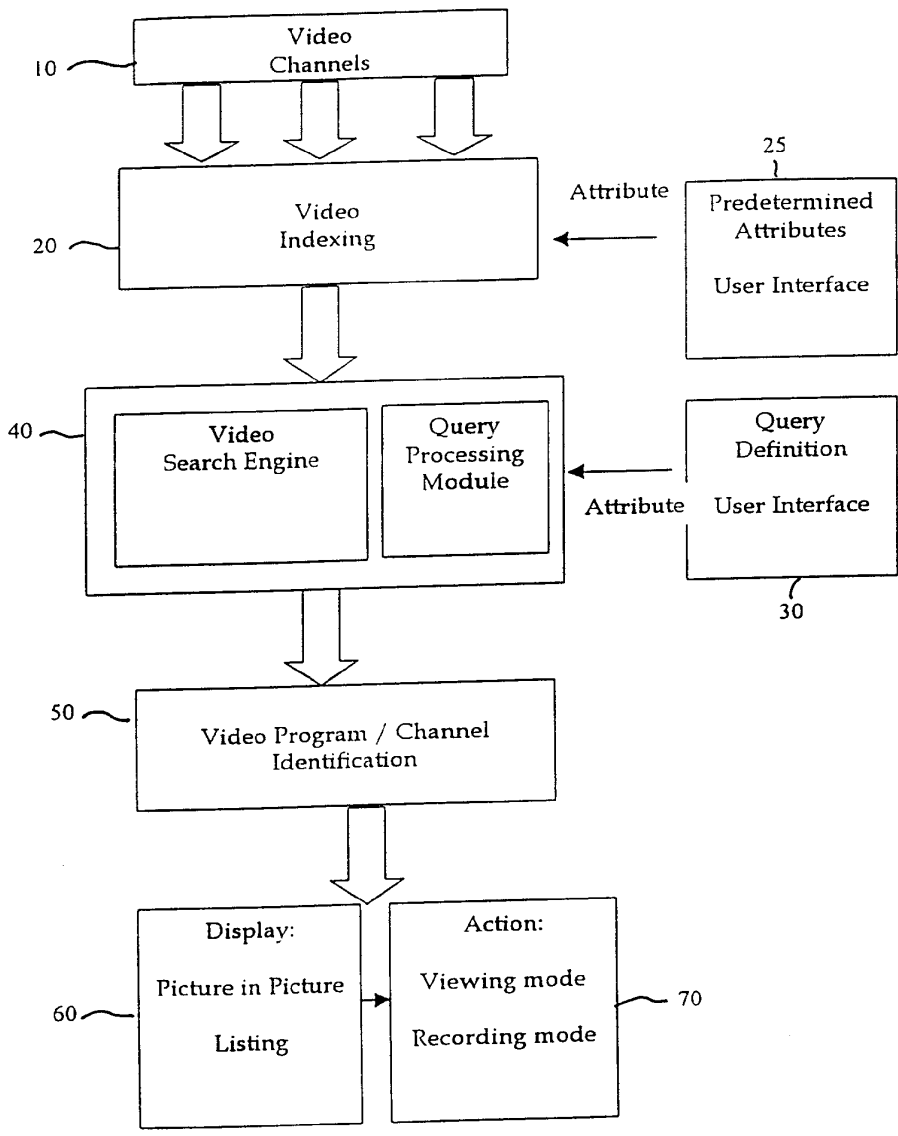 Video
Channels
10
25
Predetermined
Attributes
User Interface
Attribute
Video
Indexing
20
40
Video
Search Engine
Query
Processing
Module
Attribute
Query
Definition
User Interface
30
50
Video Program / Channel
Identification
Display:
Picture in Picture
Listing
60
Action:
Viewing mode
Recording mode
70